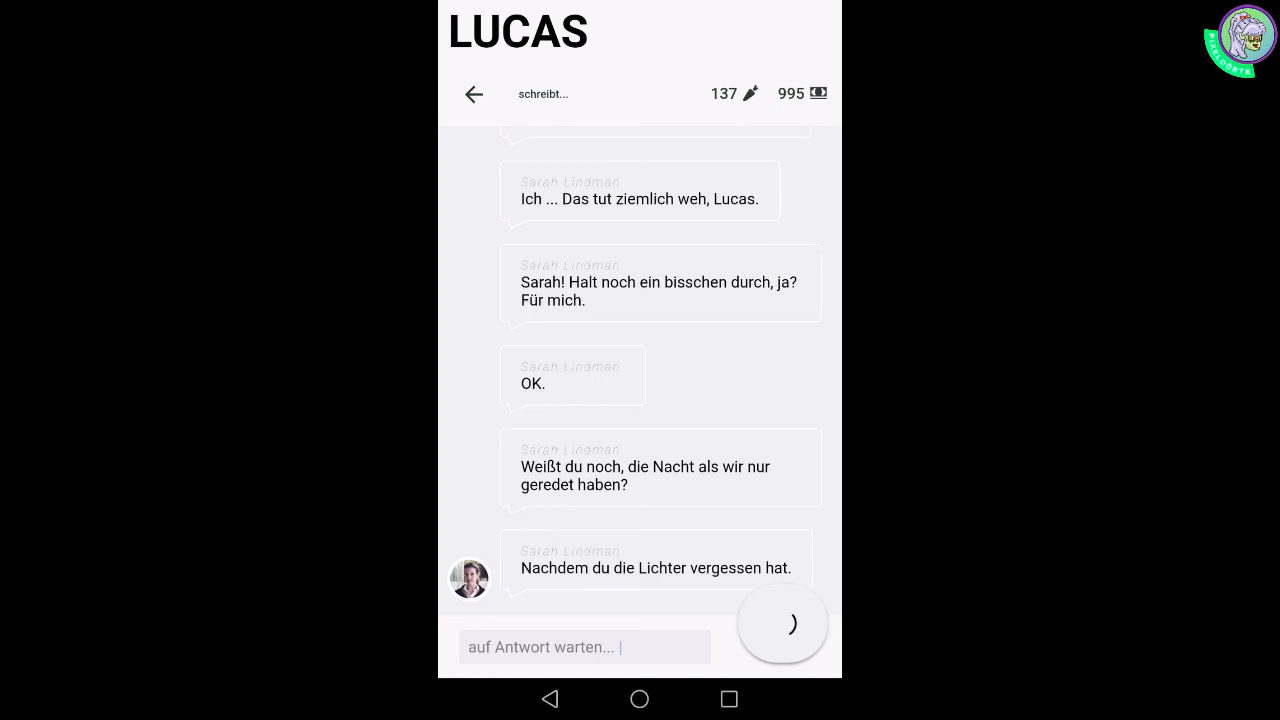 LUCAS
schreibt...
137
995
Sarah Lindman
Ich ... Das tut ziemlich weh, Lucas.
Sarah Lindman
Sarah! Halt noch ein bisschen durch, ja?
Für mich.
Sarah Lindman
OK.
Sarah Lindman
Weißt du noch, die Nacht als wir nur
geredet haben?
Sarah Lindman
Nachdem du die Lichter vergessen hat.
auf Antwort warten...
PIXELDÖRTE